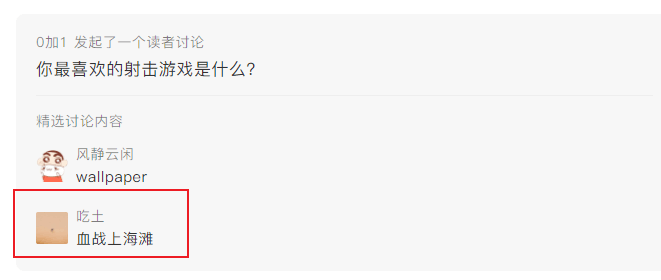 0加1 发起了一个读者讨论
你最喜欢的射击游戏是什么？
精选讨论内容
风静云闲
wallpaper
吃土
血战上海滩